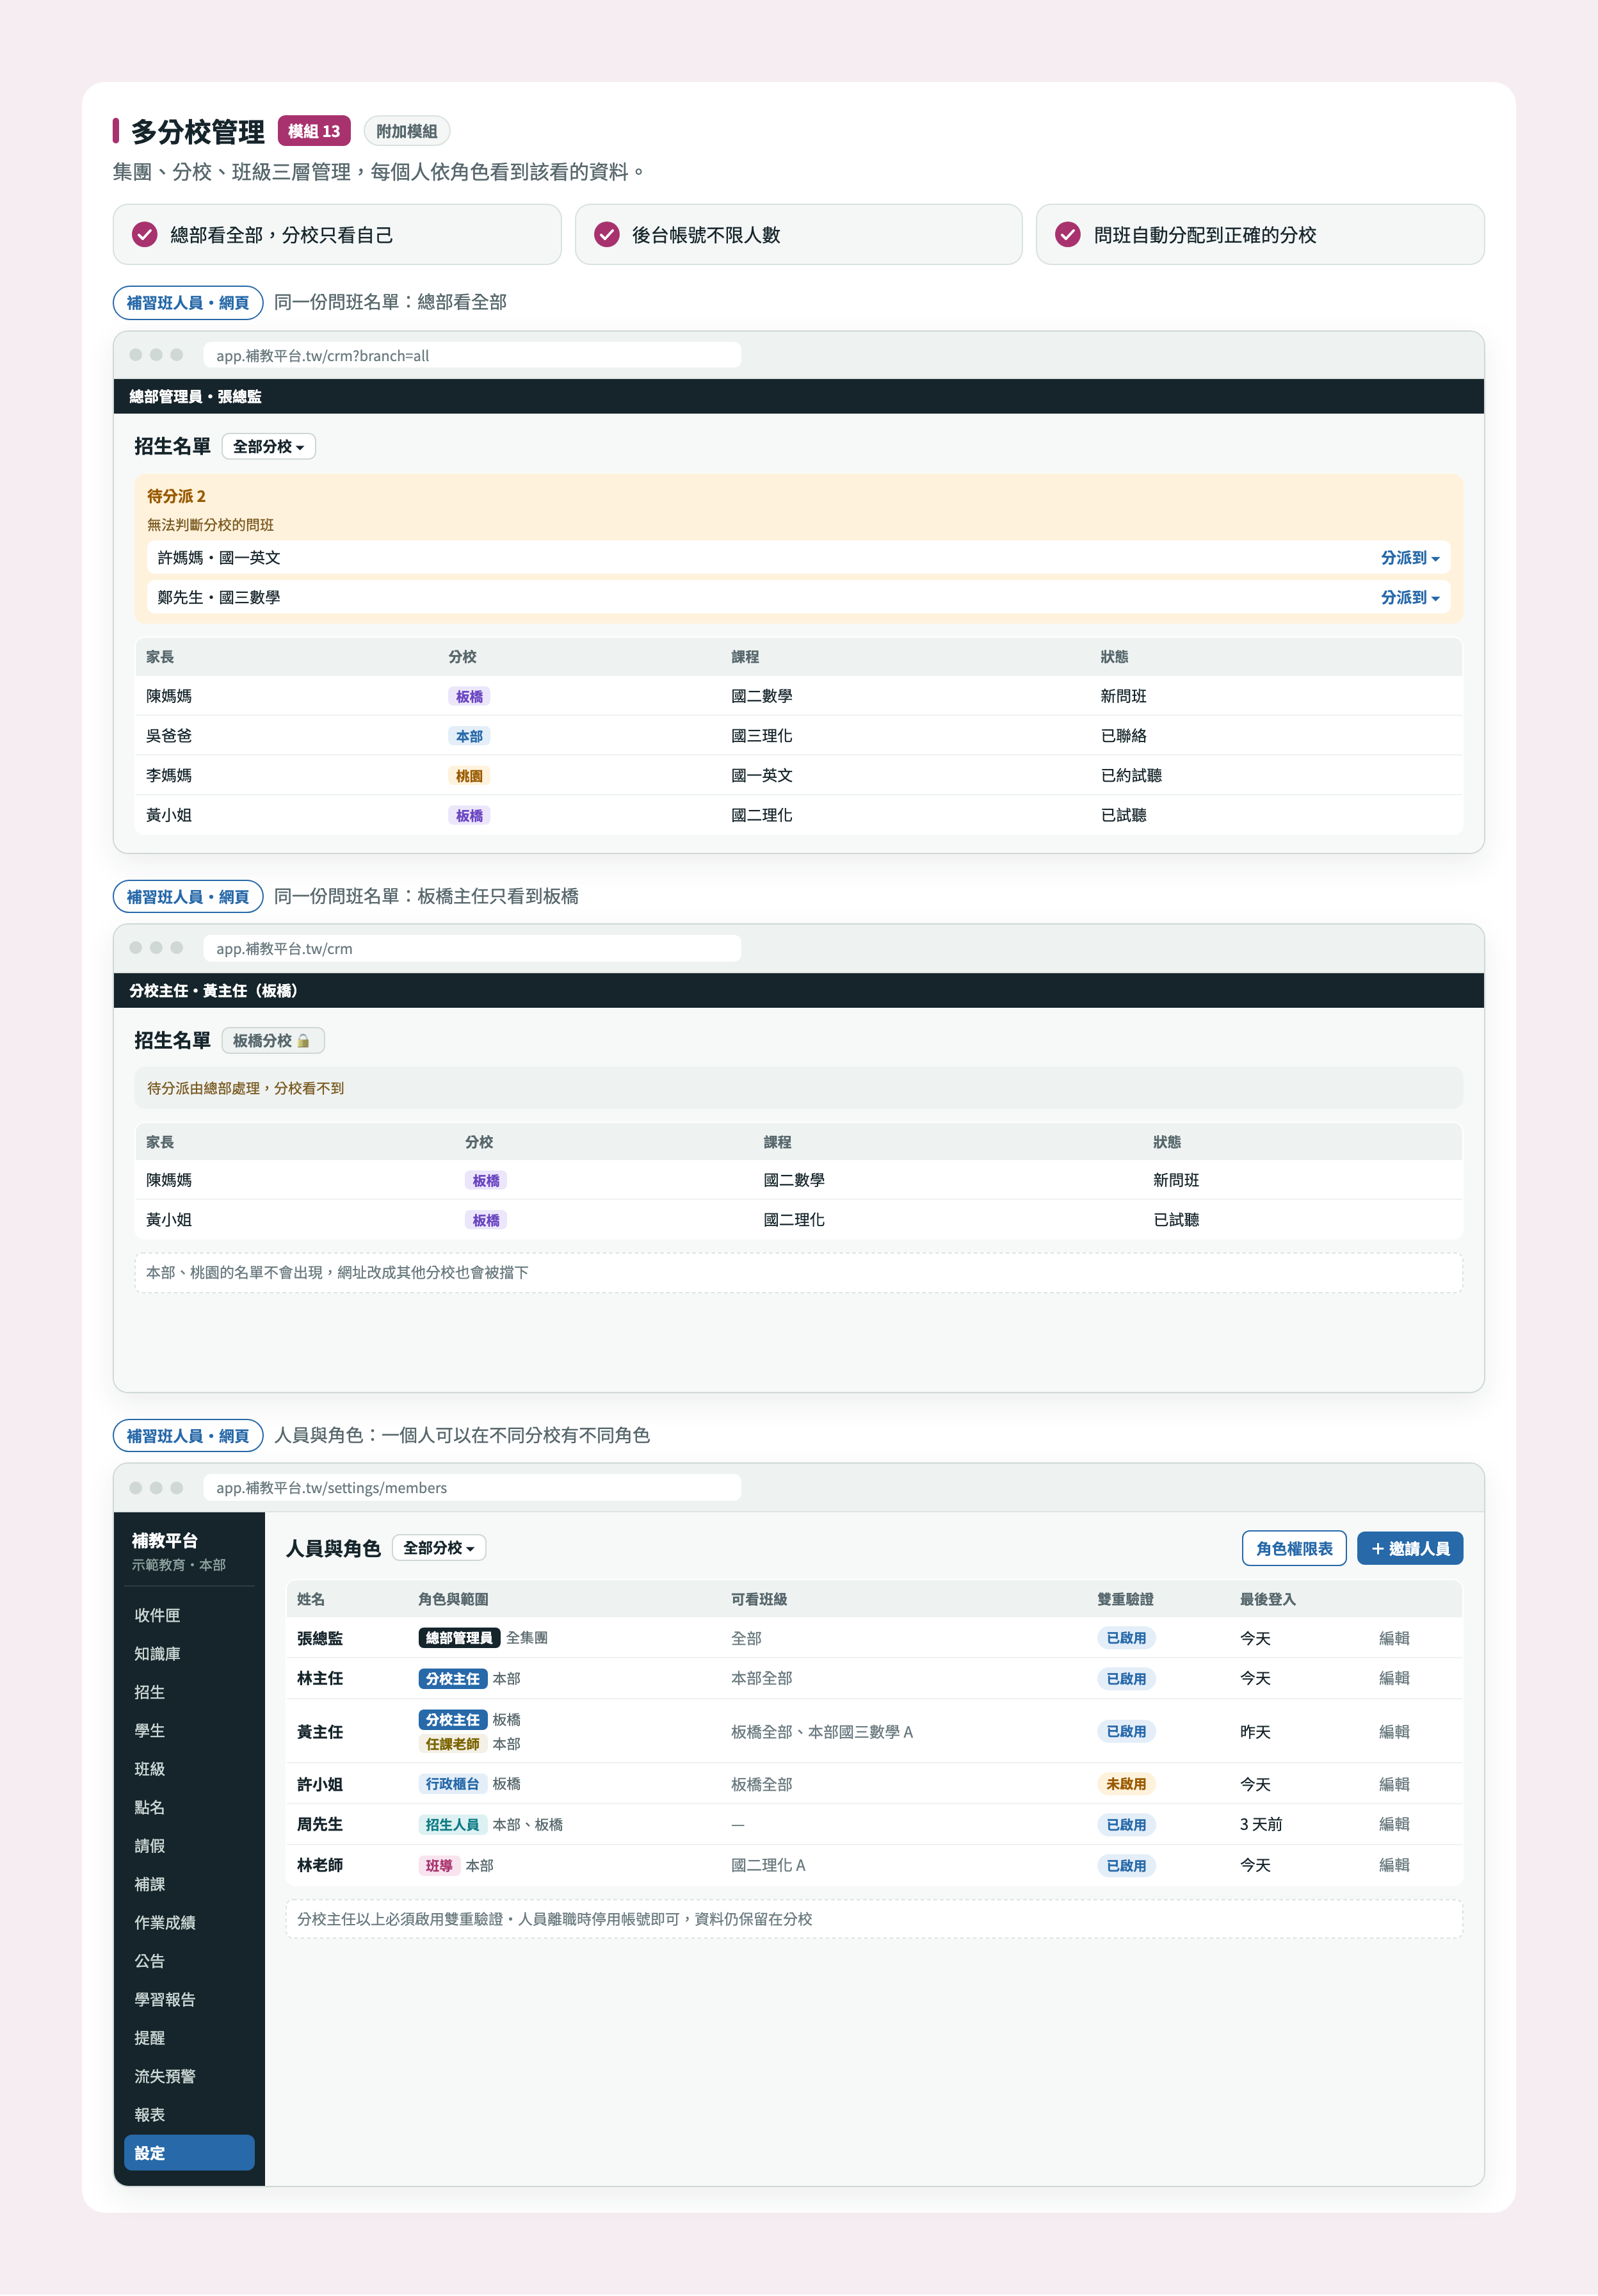 多分校管理 模組 13 附加模組
集團、分校、班級三層管理，每個人依角色看到該看的資料。
總部看全部，分校只看自己 後台帳號不限人數 問班自動分配到正確的分校
補習班人員・網頁 同一份問班名單：總部看全部
app.補教平台.tw/crm?branch=all
總部管理員・張總監
招生名單 全部分校
待分派 2
無法判斷分校的問班
許媽媽・國一英文 分派到
鄭先生・國三數學 分派到
家長 分校 課程 狀態
陳媽媽 板橋 國二數學 新問班
吳爸爸 本部 國三理化 已聯絡
李媽媽 桃園 國一英文 已約試聽
黃小姐 板橋 國二理化 已試聽
補習班人員・網頁 同一份問班名單：板橋主任只看到板橋
app.補教平台.tw/crm
分校主任・黃主任（板橋）
招生名單 板橋分校 🔒
待分派由總部處理，分校看不到
家長 分校 課程 狀態
陳媽媽 板橋 國二數學 新問班
黃小姐 板橋 國二理化 已試聽
本部、桃園的名單不會出現，網址改成其他分校也會被擋下
補習班人員・網頁 人員與角色：一個人可以在不同分校有不同角色
app.補教平台.tw/settings/members
補教平台
示範教育・本部
收件匣
知識庫
招生
學生
班級
點名
請假
補課
作業成績
公告
學習報告
提醒
流失預警
報表
設定
人員與角色 全部分校 角色權限表 ＋ 邀請人員
姓名 角色與範圍 可看班級 雙重驗證 最後登入
張總監 總部管理員 全集團 全部 已啟用 今天 編輯
林主任 分校主任 本部 本部全部 已啟用 今天 編輯
黃主任 分校主任 板橋 任課老師 本部 板橋全部、本部國三數學 A 已啟用 昨天 編輯
許小姐 行政櫃台 板橋 板橋全部 未啟用 今天 編輯
周先生 招生人員 本部、板橋 — 已啟用 3 天前 編輯
林老師 班導 本部 國二理化 A 已啟用 今天 編輯
分校主任以上必須啟用雙重驗證・人員離職時停用帳號即可，資料仍保留在分校